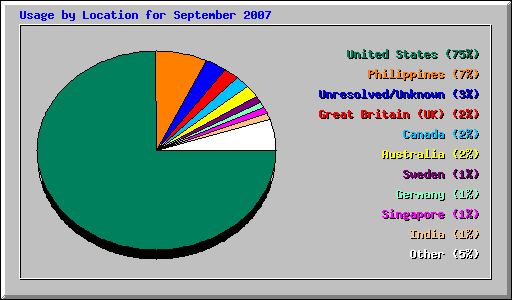 Usage by Location for September 2007
United States (75%)
Philippines (7%)
Unresolved/Unknown (3%)
Great Britain (UK) (2%)
Canada (2%)
Australia (2%)
Sweden (1%)
Germany (1%)
Singapore (1%)
India (1%)
Other (5%)